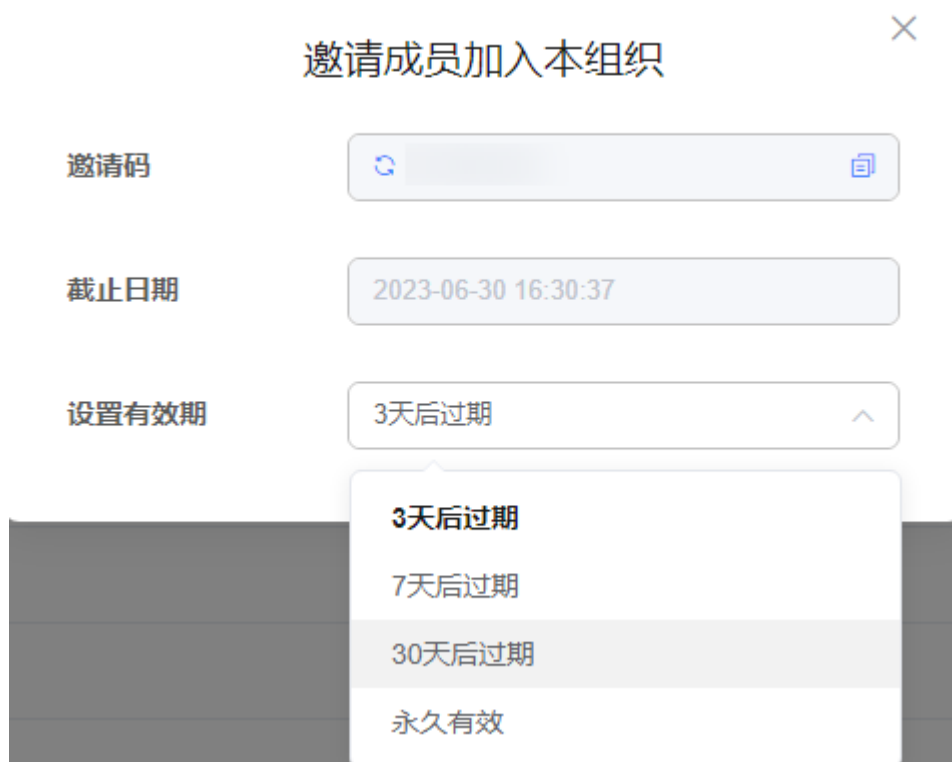 邀请成员加入本组织
邀请码
截止日期 2023-06-30 16:30:37
设置有效期 3天后过期
3天后过期
7天后过期
30天后过期
永久有效